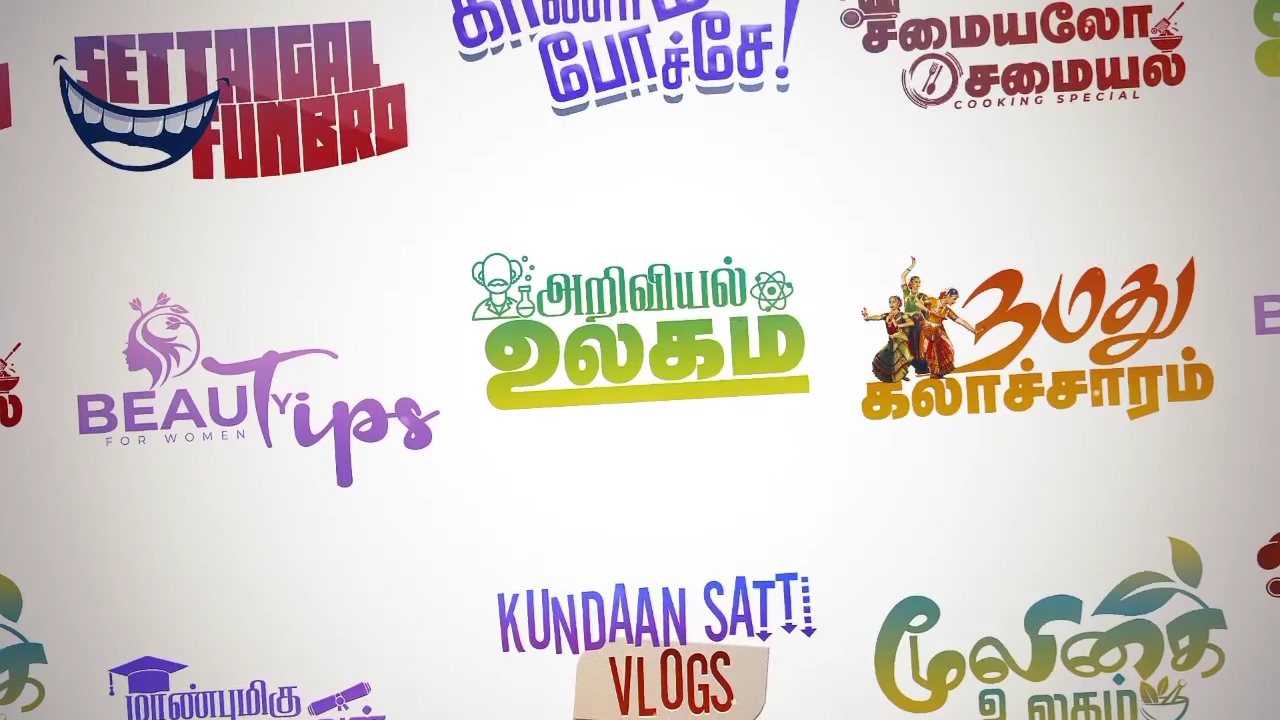 SETTAIGAL
FUNBRO
காணாம
போச்சே!
சமையலோ
சமையல்
COOKING SPECIAL
BEAUTY Tips
FOR WOMEN
அறிவியல்
உலகம்
நமது
கலாச்சாரம்
மாண்புமிகு
KUNDAAN SATTI
VLOGS
மூலிகை
உலகம்